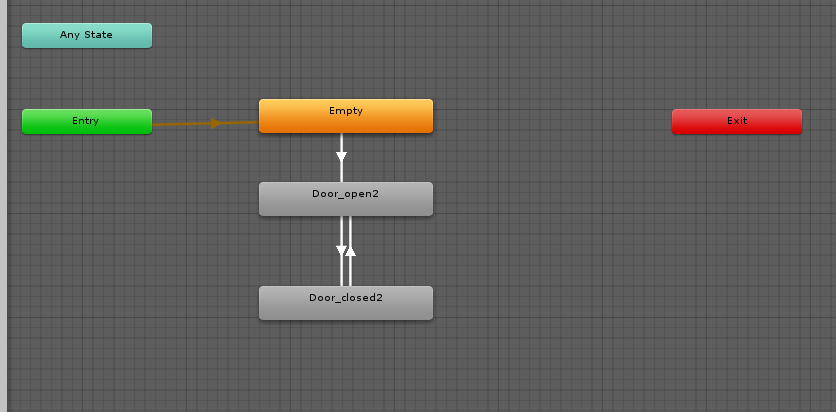 Any State
Entry
Empty
Exit
Door_open2
Door_closed2